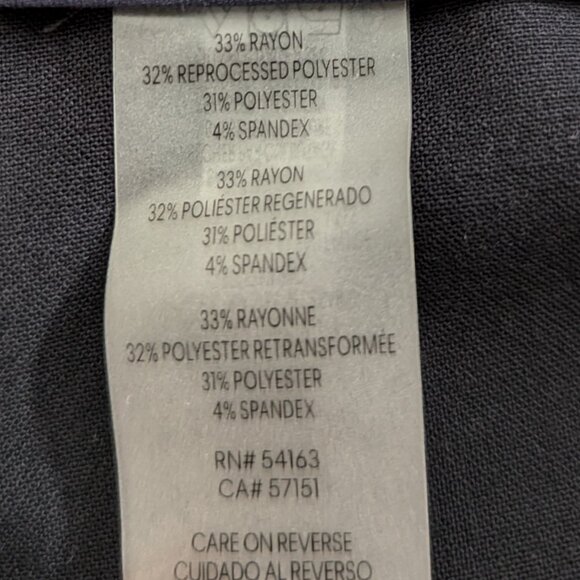 33% RAYON
32% REPROCESSED POLYESTER
31% POLYESTER
4% SPANDEX
33% RAYON
32% POLIÉSTER REGENERADO
31% POLIÉSTER
4% SPANDEX
33% RAYONNE
32% POLYESTER RETRANSFORMÉE
31% POLYESTER
4% SPANDEX
RN# 54163
CA# 57151
CARE ON REVERSE
CUIDADO AL REVERSO